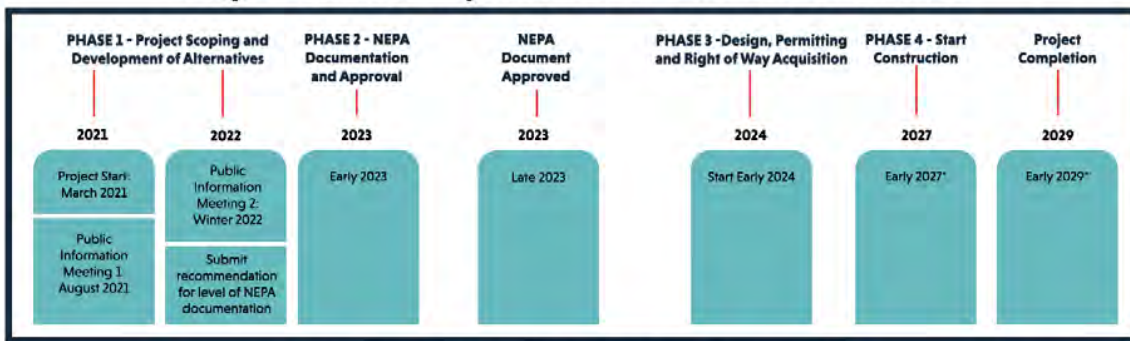 PHASE 1 - Project Scoping and
Development of Alternatives
PHASE 2 - NEPA
Documentation
and Approval
NEPA
Document
Approved
PHASE 3 -Design, Permitting
and Right of Way Acquisition
PHASE 4 - Start
Construction
Project
Completion
2021
2022
2023
2023
2024
2027
2029
Project Start:
March 2021
Public
Information
Meeting 1:
August 2021
Public
Information
Meeting 2:
Winter 2022
Submit
recommendation
for level of NEPA
documentation
Early 2023
Late 2023
Start Early 2024
Early 2027*
Early 2029*